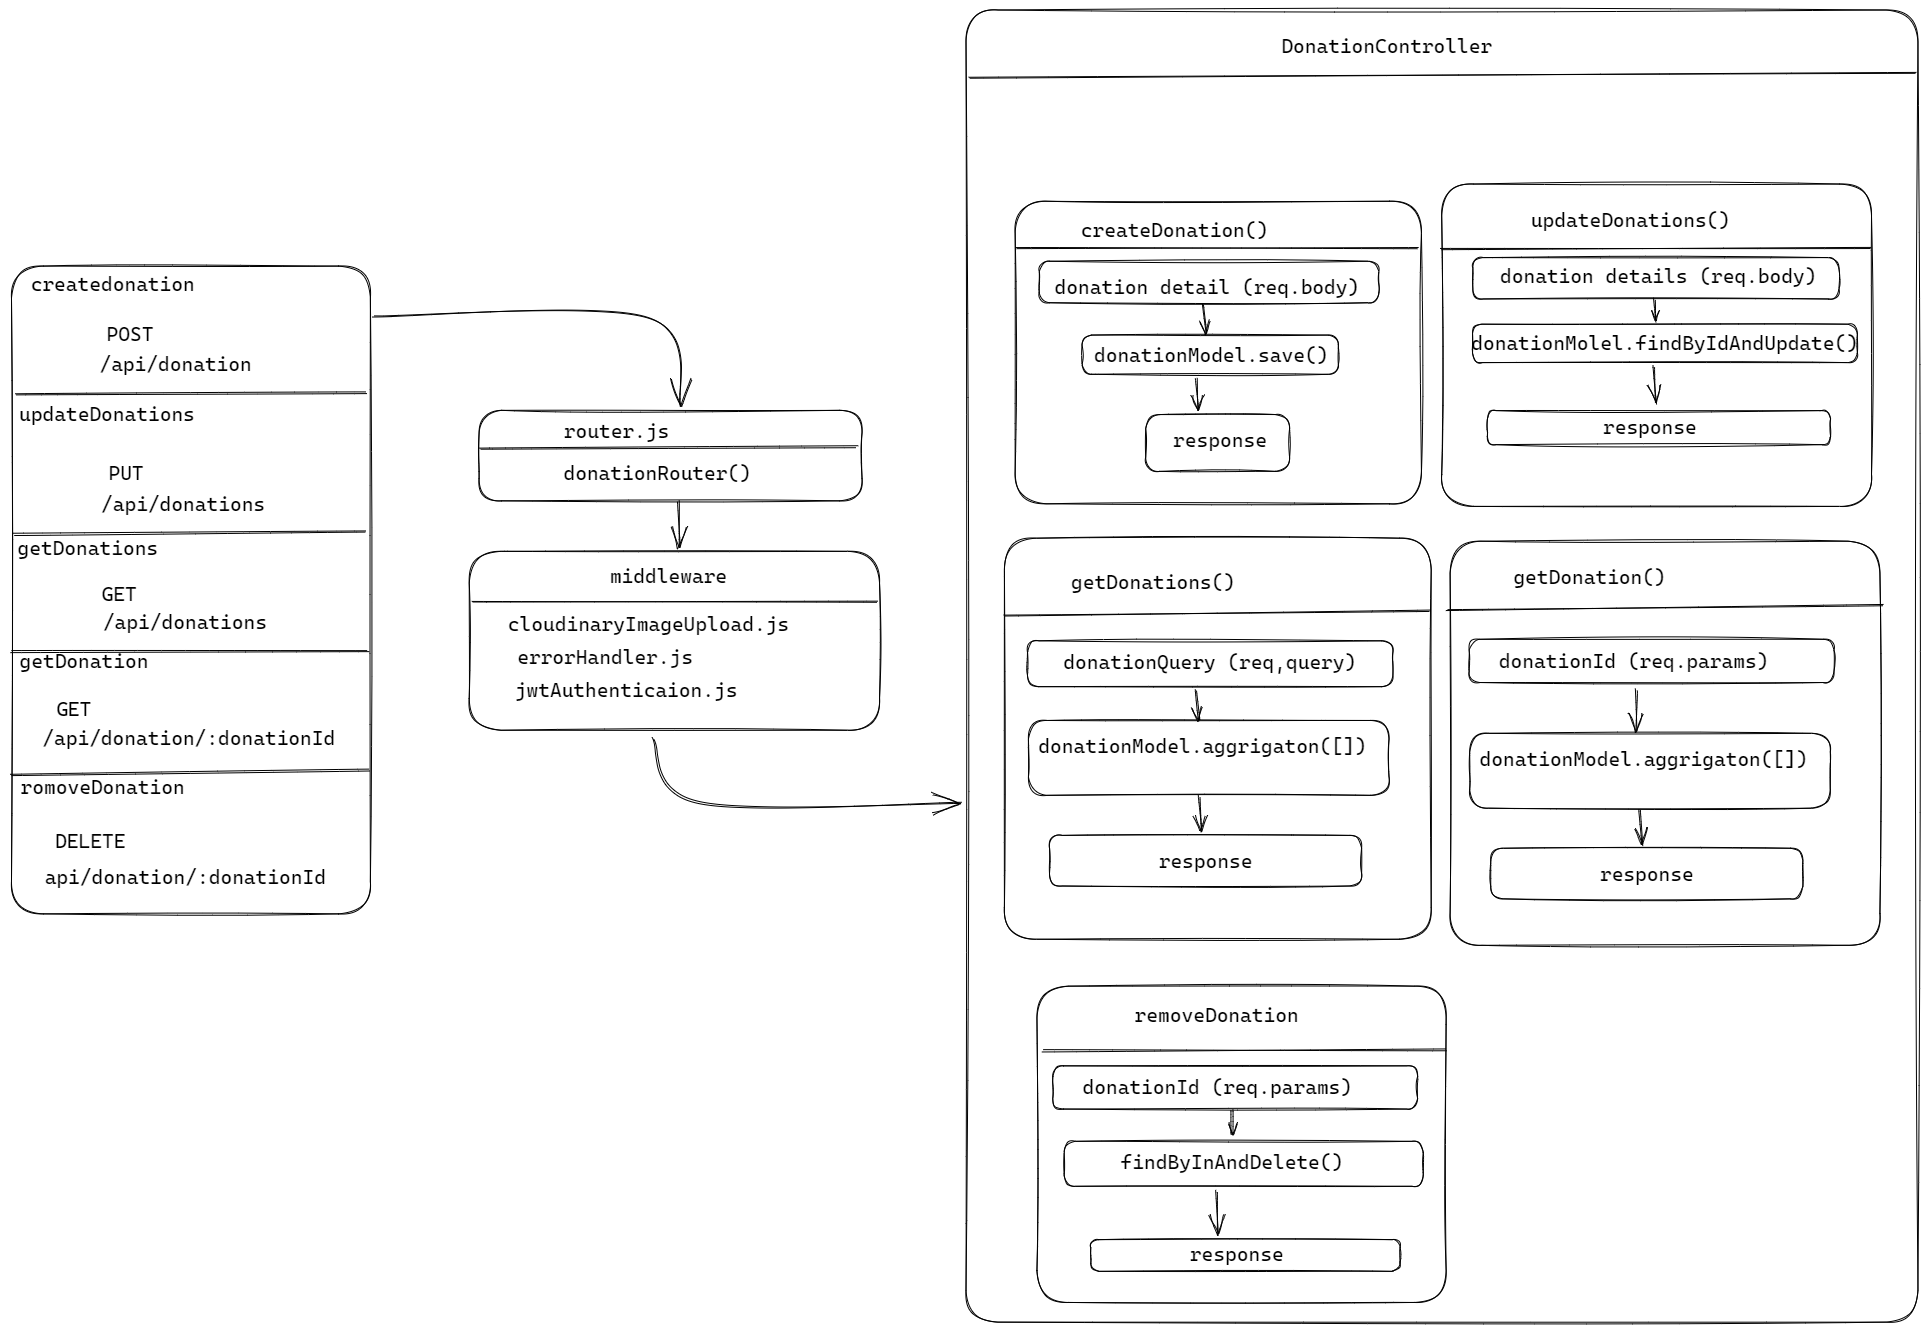 createdonation
POST
/api/donation
updateDonations
PUT
/api/donations
getDonations
GET
/api/donations
getDonation
GET
/api/donation/:donationId
romoveDonation
DELETE
api/donation/:donationId
router.js
donationRouter()
middleware
cloudinaryImageUpload.js
errorHandler.js
jwtAuthenticaion.js
DonationController
createDonation()
donation detail (req.body)
donationModel.save()
response
updateDonations()
donation details (req.body)
donationMolel.findByIdAndUpdate()
response
getDonations()
donationQuery (req,query)
donationModel.aggrigaton([])
response
getDonation()
donationId (req.params)
donationModel.aggrigaton([])
response
removeDonation
donationId (req.params)
findByInAndDelete()
response